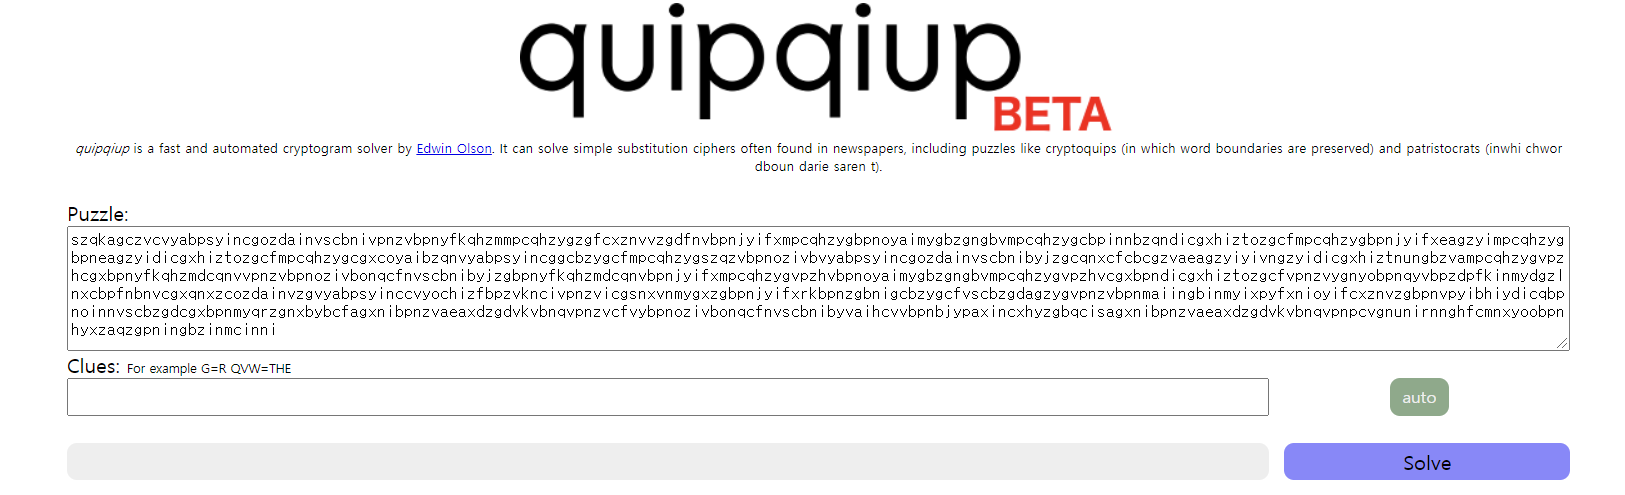 quipqiup
BETA
quipqiup is a fast and automated cryptogram solver by Edwin Olson. It can solve simple substitution ciphers often found in newspapers, including puzzles like cryptoquips (in which word boundaries are preserved) and patristocrats (inwhi chwor
dboun darie saren t).
Puzzle:
szqkagczvcvyabpsyincgozdainvscbnivpnzvbpnyfkqhzmmpcqhzygzgfcxznvvzgdfnvbpnjyifxmpcqhzygbpnoyaimygbzgngbvmpcqhzygcbpinnbzqndicgxhiztozgcfmpcqhzygbpnjyifxeagzyimpcqhzyg
bpneagzyidicgxhiztozgcfmpcqhzygcgxcoyaibzqnvyabpsyincggcbzygcfmpcqhzygszqzvbpnozivbvyabpsyincgozdainvscbnibyjzgcqnxcfcbcgzvaeagzyiyivngzyidicgxhiztnungbzvampcqhzygvpz
hcgxbpnyfkqhzmdcqnvvpnzvbpnozivbonqcfnvscbnibyjzgbpnyfkqhzmdcqnvbpnjyifxmpcqhzygvpzhvbpnoyaimygbzgngbvmpcqhzygvpzhvcgxbpndicgxhiztozgcfvpnzvygnyobpnqyvbpzdpfkinmydgzl
nxcbpfnbnvcgxqnxzcozdainvzgvyabpsyinccvyochizfbpzvkncivpnzvicgsnxvnmygxzgbpnjyifxrkbpnzgbnigcbzygcfvscbzgdagzygvpnzvbpnmaiingbinmyixpyfxnioyifcxznvzgbpnvpyibhiydicqbp
noinnvscbzgdcgxbpnmyqrzgnxbybcfagxnibpnzvaeaxdzgdvkvbnqvpnzvcfvybpnozivbonqcfnvscbnibyvaihcvvbpnbjypaxincxhyzgbqcisagxnibpnzvaeaxdzgdvkvbnqvpnpcvgnunirnnghfcmnxyoobpn
hyxzaqzgpningbzinmcinni
Clues: For example G=R QVW=THE
auto
Solve